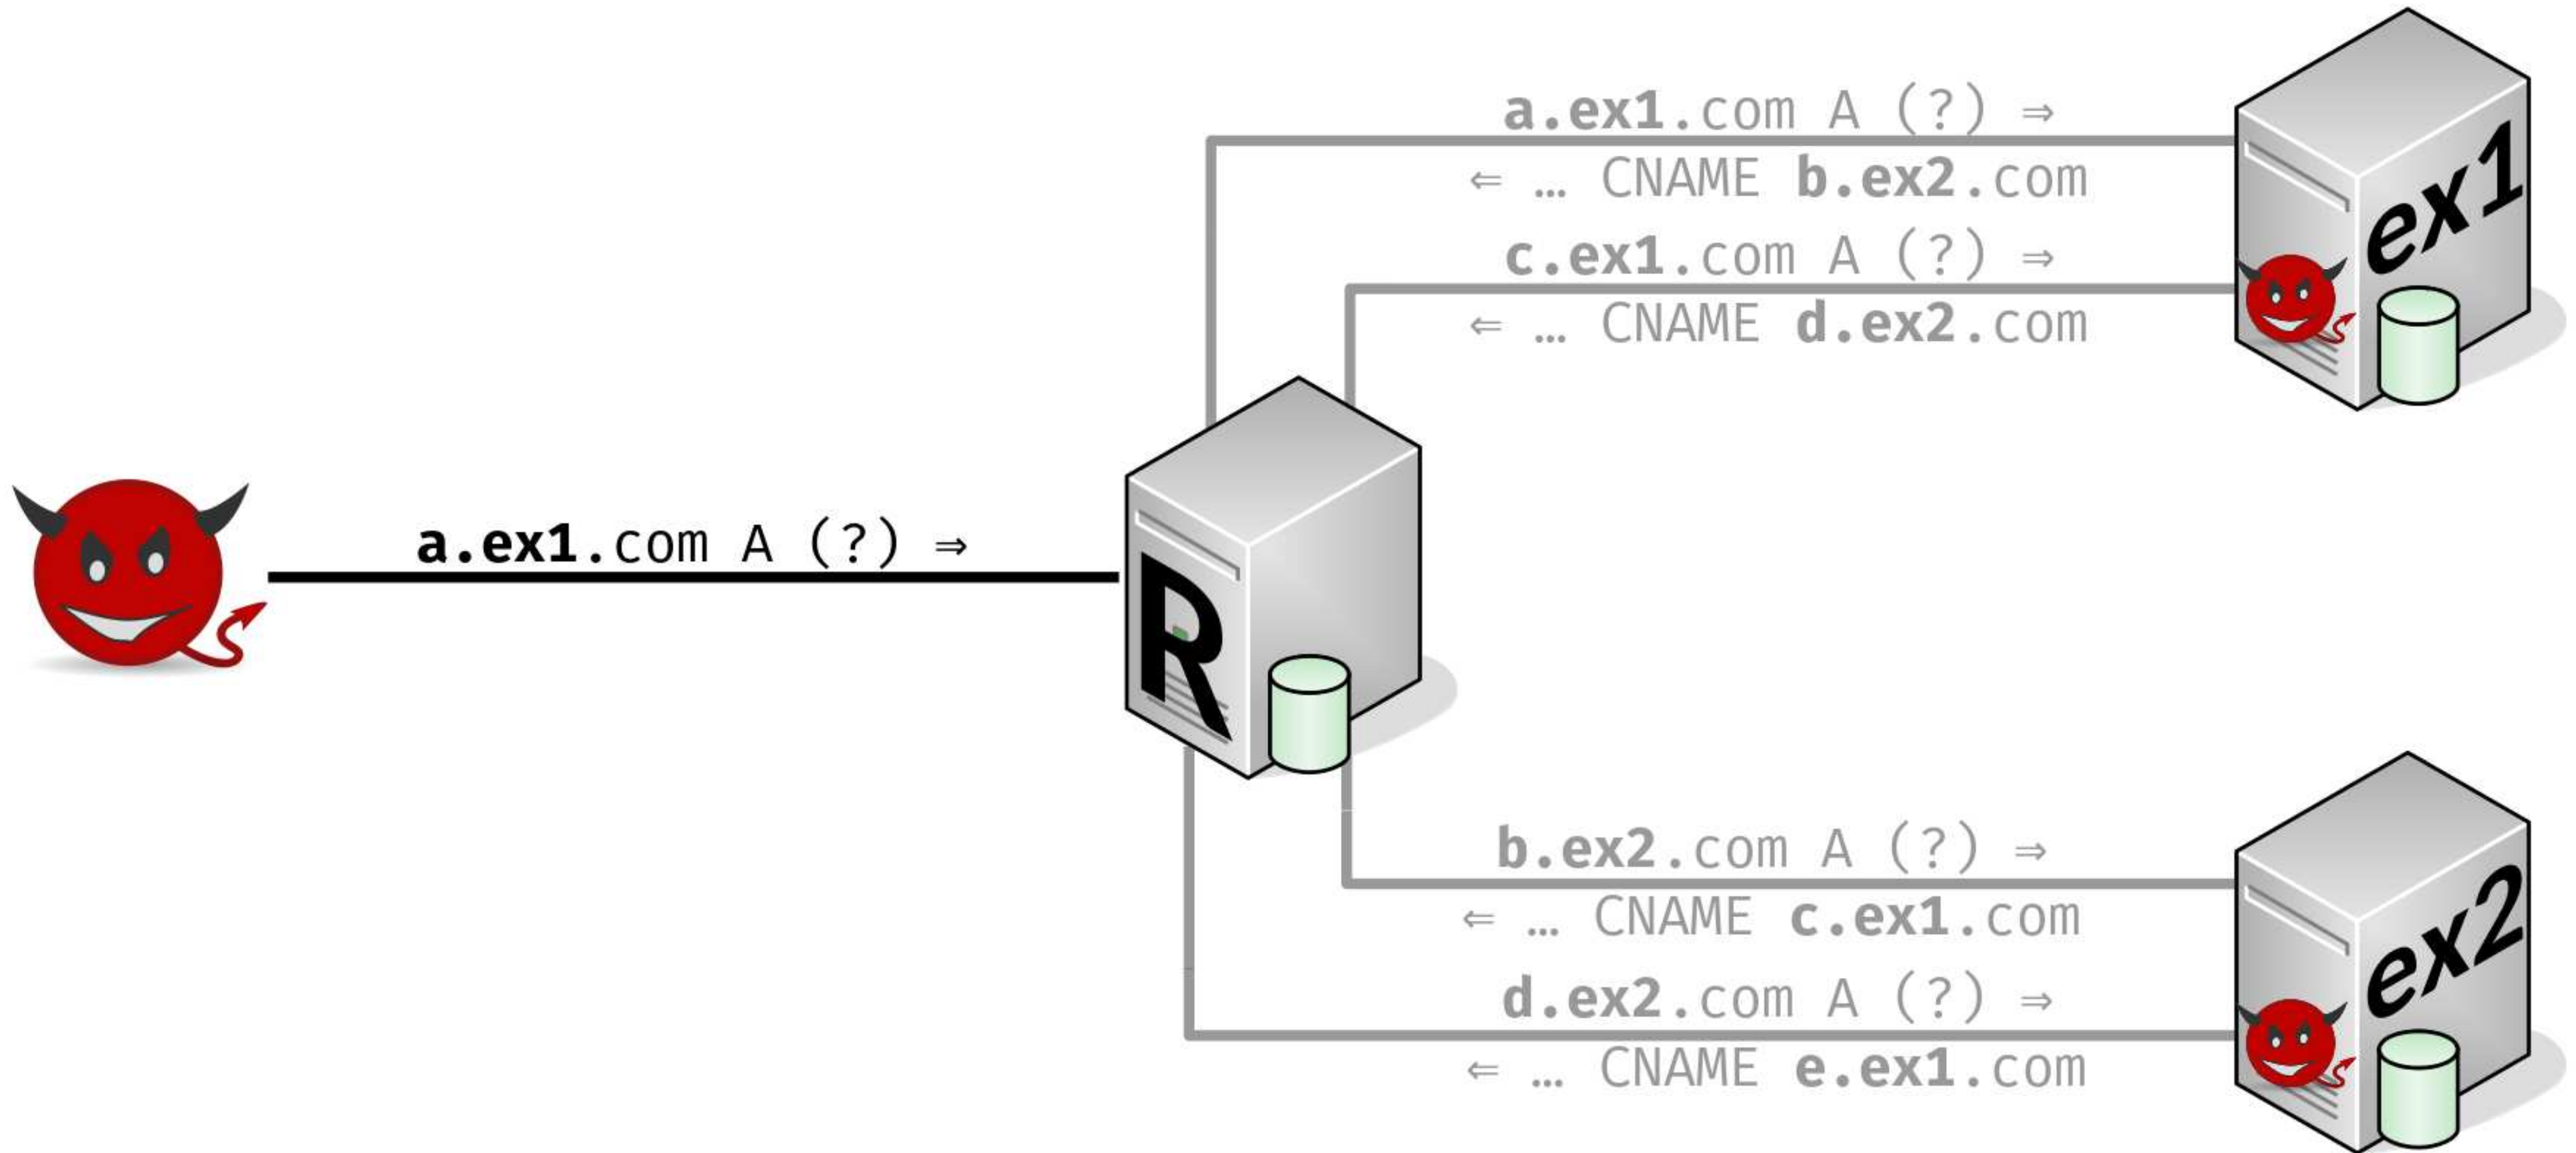 a.ex1.com A (?) ⇒
⇐ … CNAME b.ex2.com
c.ex1.com A (?) ⇒
⇐ … CNAME d.ex2.com
ex1
a.ex1.com A (?) ⇒
R
b.ex2.com A (?) ⇒
⇐ … CNAME c.ex1.com
d.ex2.com A (?) ⇒
⇐ … CNAME e.ex1.com
ex2